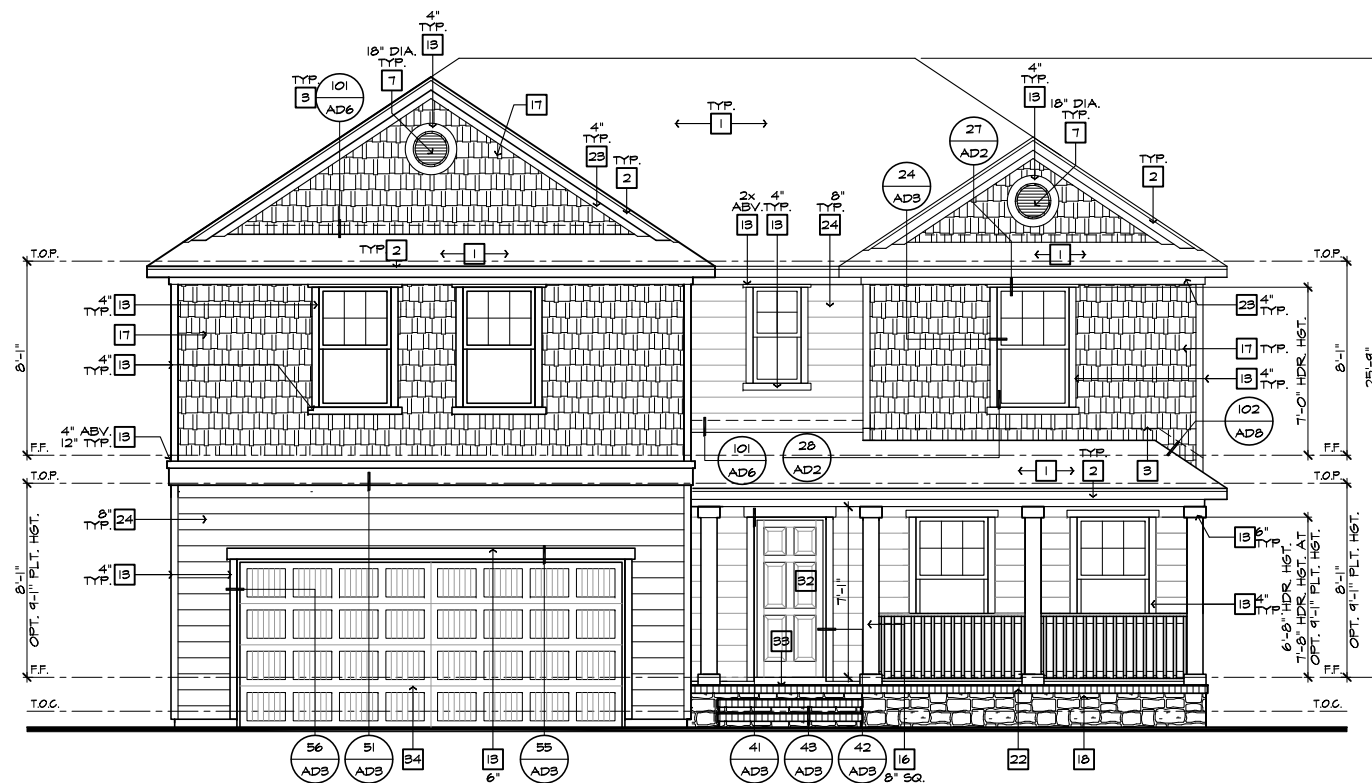 4"
TYP.
13
18" DIA.
TYP.
7
TYP.
3
101
AD6
17
4"
TYP.
23
TYP.
2
TYP.
1
27
AD2
24
AD3
4"
TYP.
13
18" DIA.
TYP.
7
TYP.
2
2x
ABV.
13
4"
TYP.
13
8"
TYP.
24
T.O.P.
TYP 2
1
1
T.O.P.
4"
TYP. 13
17
4"
TYP. 13
8'-1"
23 4"
TYP.
17 TYP.
13 4"
TYP.
7'-0" HDR. HGT.
8'-1"
25'-9"
102
AD8
4" ABV.
12" TYP. 13
F.F.
T.O.P.
101
AD6
28
AD2
1
TYP.
2
3
F.F.
T.O.P.
8"
TYP. 24
4"
TYP. 13
8'-1"
OPT. 9'-1" PLT. HGT.
32
7'-1"
33
13 6"
TYP
13 4"
TYP.
6'-8" HDR. HGT.
7'-8" HDR. HGT. AT
OPT. 9'-1" PLT. HGT.
8'-1"
OPT. 9'-1" PLT. HGT.
F.F.
T.O.C.
F.F.
T.O.C.
56
AD3
51
AD3
34
13
6"
55
AD3
41
AD3
43
AD3
42
AD3
16
8" SQ.
22
18